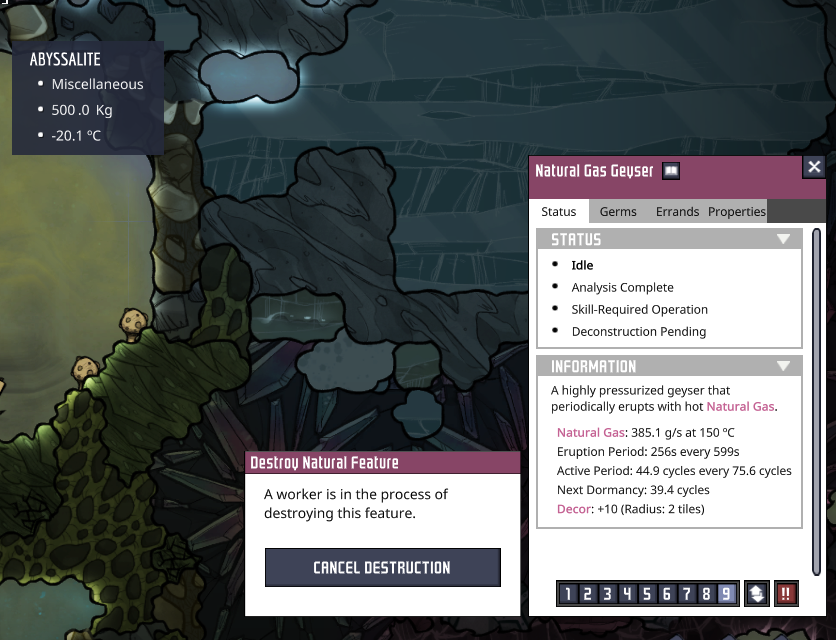 ABYSSALITE
• Miscellaneous
• 500.0 Kg
• -20.1 ºC
Natural Gas Geyser
Status Germs Errands Properties
STATUS
• Idle
• Analysis Complete
• Skill-Required Operation
• Deconstruction Pending
INFORMATION
A highly pressurized geyser that
periodically erupts with hot Natural Gas.
Natural Gas: 385.1 g/s at 150 ºC
Eruption Period: 256s every 599s
Active Period: 44.9 cycles every 75.6 cycles
Next Dormancy: 39.4 cycles
Decor: +10 (Radius: 2 tiles)
Destroy Natural Feature
A worker is in the process of
destroying this feature.
CANCEL DESTRUCTION
1 2 3 4 5 6 7 8 9 !!